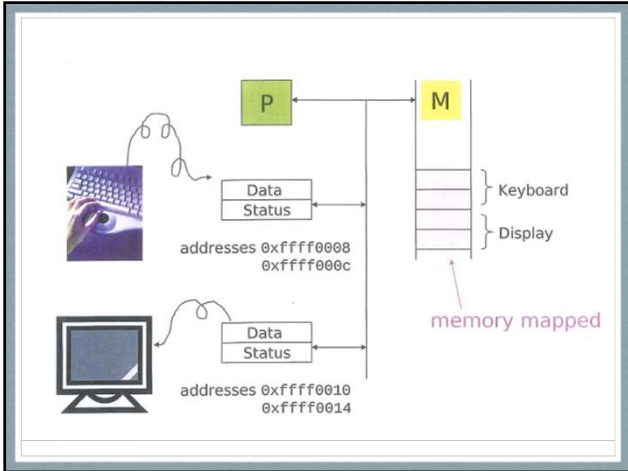 P
M
Data
Status
Keyboard
Display
addresses 0xffff0008
0xffff000c
memory mapped
Data
Status
addresses 0xffff0010
0xffff0014